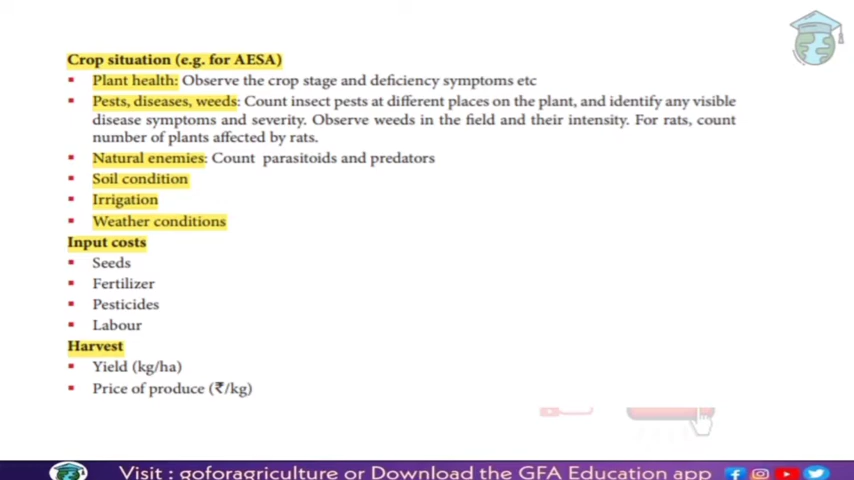 Crop situation (e.g. for AESA)
▪ Plant health: Observe the crop stage and deficiency symptoms etc
▪ Pests, diseases, weeds: Count insect pests at different places on the plant, and identify any visible
disease symptoms and severity. Observe weeds in the field and their intensity. For rats, count
number of plants affected by rats.
▪ Natural enemies: Count parasitoids and predators
▪ Soil condition
▪ Irrigation
▪ Weather conditions
Input costs
▪ Seeds
▪ Fertilizer
▪ Pesticides
▪ Labour
Harvest
▪ Yield (kg/ha)
▪ Price of produce (₹/kg)
Visit : goforagriculture or Download the GFA Education app